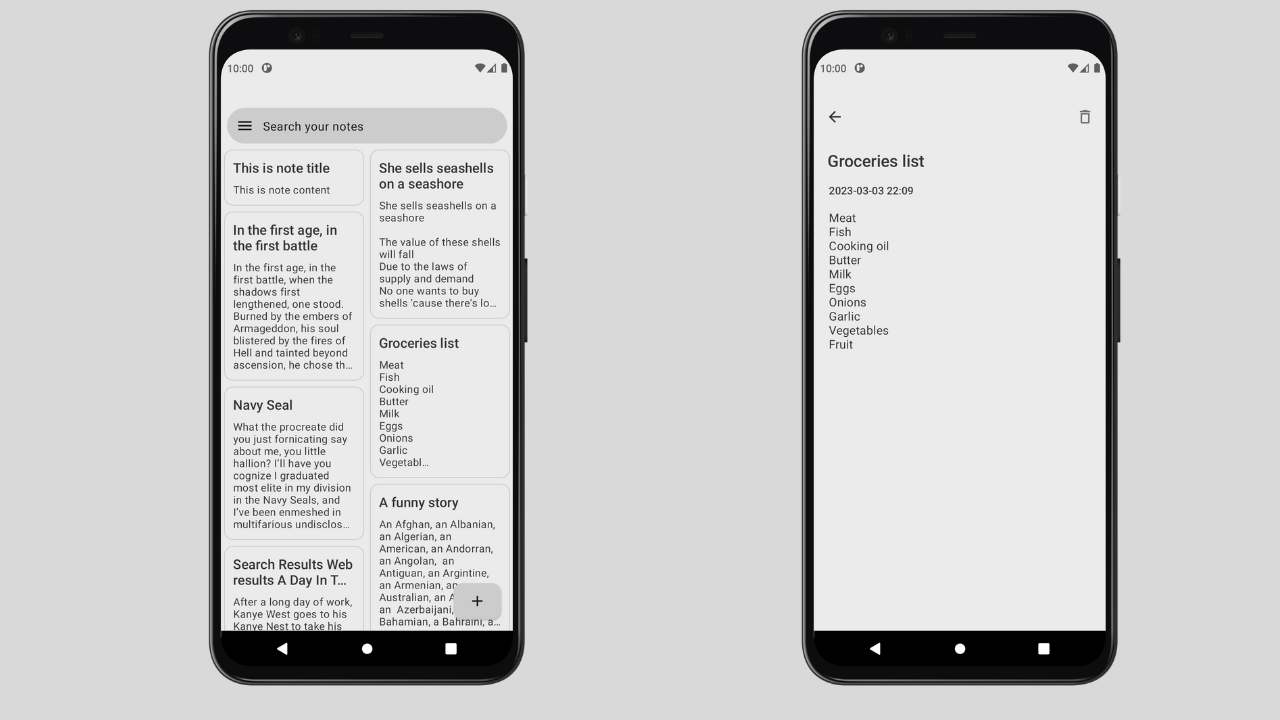 10:00
Search your notes
This is note title
This is note content
In the first age, in
the first battle
In the first age, in the
first battle, when the
shadows first
lengthened, one stood.
Burned by the embers of
Armageddon, his soul
blistered by the fires of
Hell and tainted beyond
ascension, he chose th…
Navy Seal
What the procreate did
you just fornicating say
about me, you little
hallion? I'll have you
cognize I graduated
most elite in my division
in the Navy Seals, and
I've been enmeshed in
multifarious undisclos…
Search Results Web
results A Day In T…
After a long day of work,
Kanye West goes to his
Kanye Nest to take his
She sells seashells
on a seashore
She sells seashells on a
seashore
The value of these shells
will fall
Due to the laws of
supply and demand
No one wants to buy
shells 'cause there's lo…
Groceries list
Meat
Fish
Cooking oil
Butter
Milk
Eggs
Onions
Garlic
Vegetabl…
A funny story
An Afghan, an Albanian,
an Algerian, an
American, an Andorran,
an Angolan, an
Antiguan, an Argintine,
an Armenian, an
Australian, an A
an Azerbaijani,
Bahamian, a Bahraini, a…
10:00
Groceries list
2023-03-03 22:09
Meat
Fish
Cooking oil
Butter
Milk
Eggs
Onions
Garlic
Vegetables
Fruit